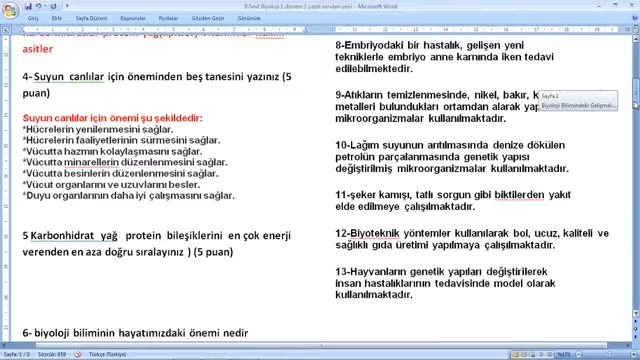 9.Sınıf Biyoloji 1.dönem 1.yazılı soruları yeni - Microsoft Word
Giriş Ekle Sayfa Düzeni Başvurular Postalar Gözden Geçir Görünüm
asitler
4- Suyun canlılar için öneminden beş tanesini yazınız (5
puan)
Suyun canlılar için önemi şu şekildedir:
*Hücrelerin yenilenmesini sağlar.
*Hücrelerin faaliyetlerinin sürmesini sağlar.
*Vücutta hazmın kolaylaşmasını sağlar.
*Vücutta minarellerin düzenlenmesini sağlar.
*Vücutta besinlerin düzenlenmesini sağlar.
*Vücut organlarını ve uzuvlarını besler.
*Duyu organlarının daha iyi çalışmasını sağlar.
5 Karbonhidrat yağ protein bileşiklerini en çok enerji
verenden en aza doğru sıralayınız ) (5 puan)
6- biyoloji biliminin hayatımızdaki önemi nedir
8-Embriyodaki bir hastalık, gelişen yeni
tekniklerle embriyo anne karnında iken tedavi
edilebilmektedir.
9-Atıkların temizlenmesinde, nikel, bakır, k
metalleri bulundukları ortamdan alarak yap
mikroorganizmalar kullanılmaktadır.
Sayfa 1
Biyoloji Bilimindeki Gelişmel...
10-Lağım suyunun arıtılmasında denize dökülen
petrolün parçalanmasında genetik yapısı
değiştirilmiş mikroorganizmalar kullanılmaktadır.
11-şeker kamışı, tatlı sorgun gibi biktilerden yakıt
elde edilmeye çalışılmaktadır.
12-Biyoteknik yöntemler kullanılarak bol, ucuz, kaliteli ve
sağlıklı gıda üretimi yapılmaya çalışılmaktadır.
13-Hayvanların genetik yapıları değiştirilerek
insan hastalıklarının tedavisinde model olarak
kullanılmaktadır.
Sayfa: 1 / 3 Sözcük: 859 Türkçe (Türkiye)